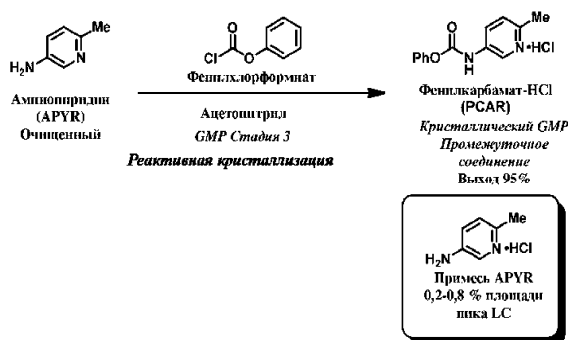 Me
N
H₂N
Аминопиридин
(APYR)
Очищенный
O
Cl
O
Фенилхлорформиат
Ацетонитрил
GMP Стадия 3
Реактивная кристаллизация
O
PhO
N
H
Me
N•HCl
Фенилкарбамат-HCl
(PCAR)
Кристаллический GMP
Промежуточное
соединение
Выход 95%
Me
N•HCl
H₂N
Примесь APYR
0,2-0,8 % площади
пика LC